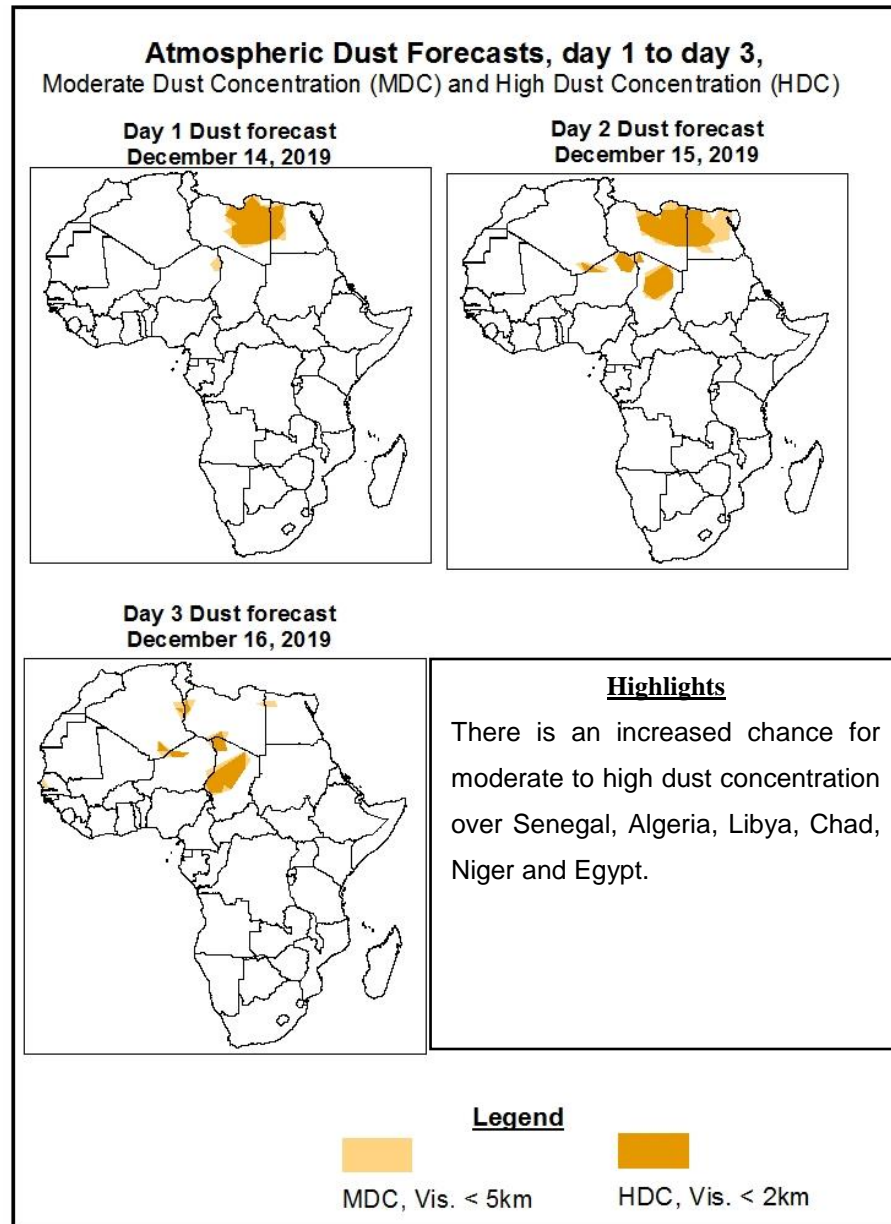 Atmospheric Dust Forecasts, day 1 to day 3,
Moderate Dust Concentration (MDC) and High Dust Concentration (HDC)
Day 1 Dust forecast
December 14, 2019
Day 2 Dust forecast
December 15, 2019
Day 3 Dust forecast
December 16, 2019
Highlights
There is an increased chance for
moderate to high dust concentration
over Senegal, Algeria, Libya, Chad,
Niger and Egypt.
Legend
MDC, Vis. < 5km
HDC, Vis. < 2km